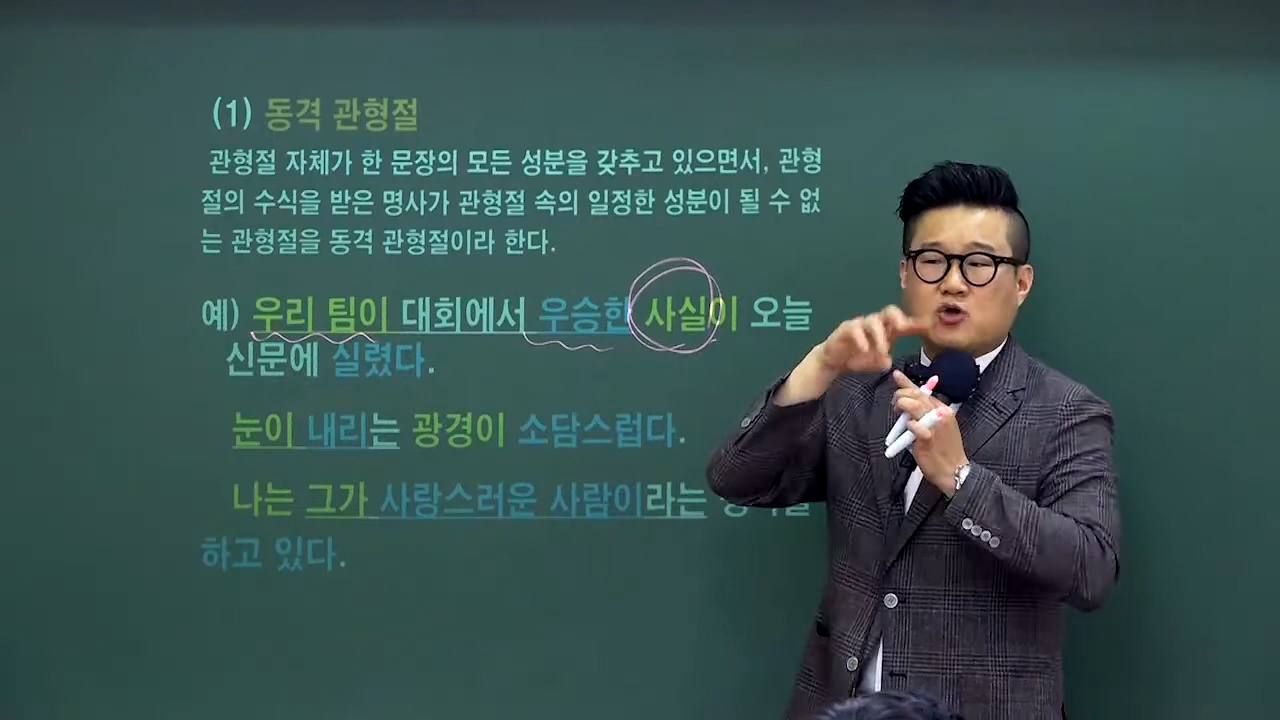 (1) 동격 관형절
관형절 자체가 한 문장의 모든 성분을 갖추고 있으면서, 관형
절의 수식을 받은 명사가 관형절 속의 일정한 성분이 될 수 없
는 관형절을 동격 관형절이라 한다.
예) 우리 팀이 대회에서 우승한 사실이 오늘
신문에 실렸다.
눈이 내리는 광경이 소담스럽다.
나는 그가 사랑스러운 사람이라는
하고 있다.